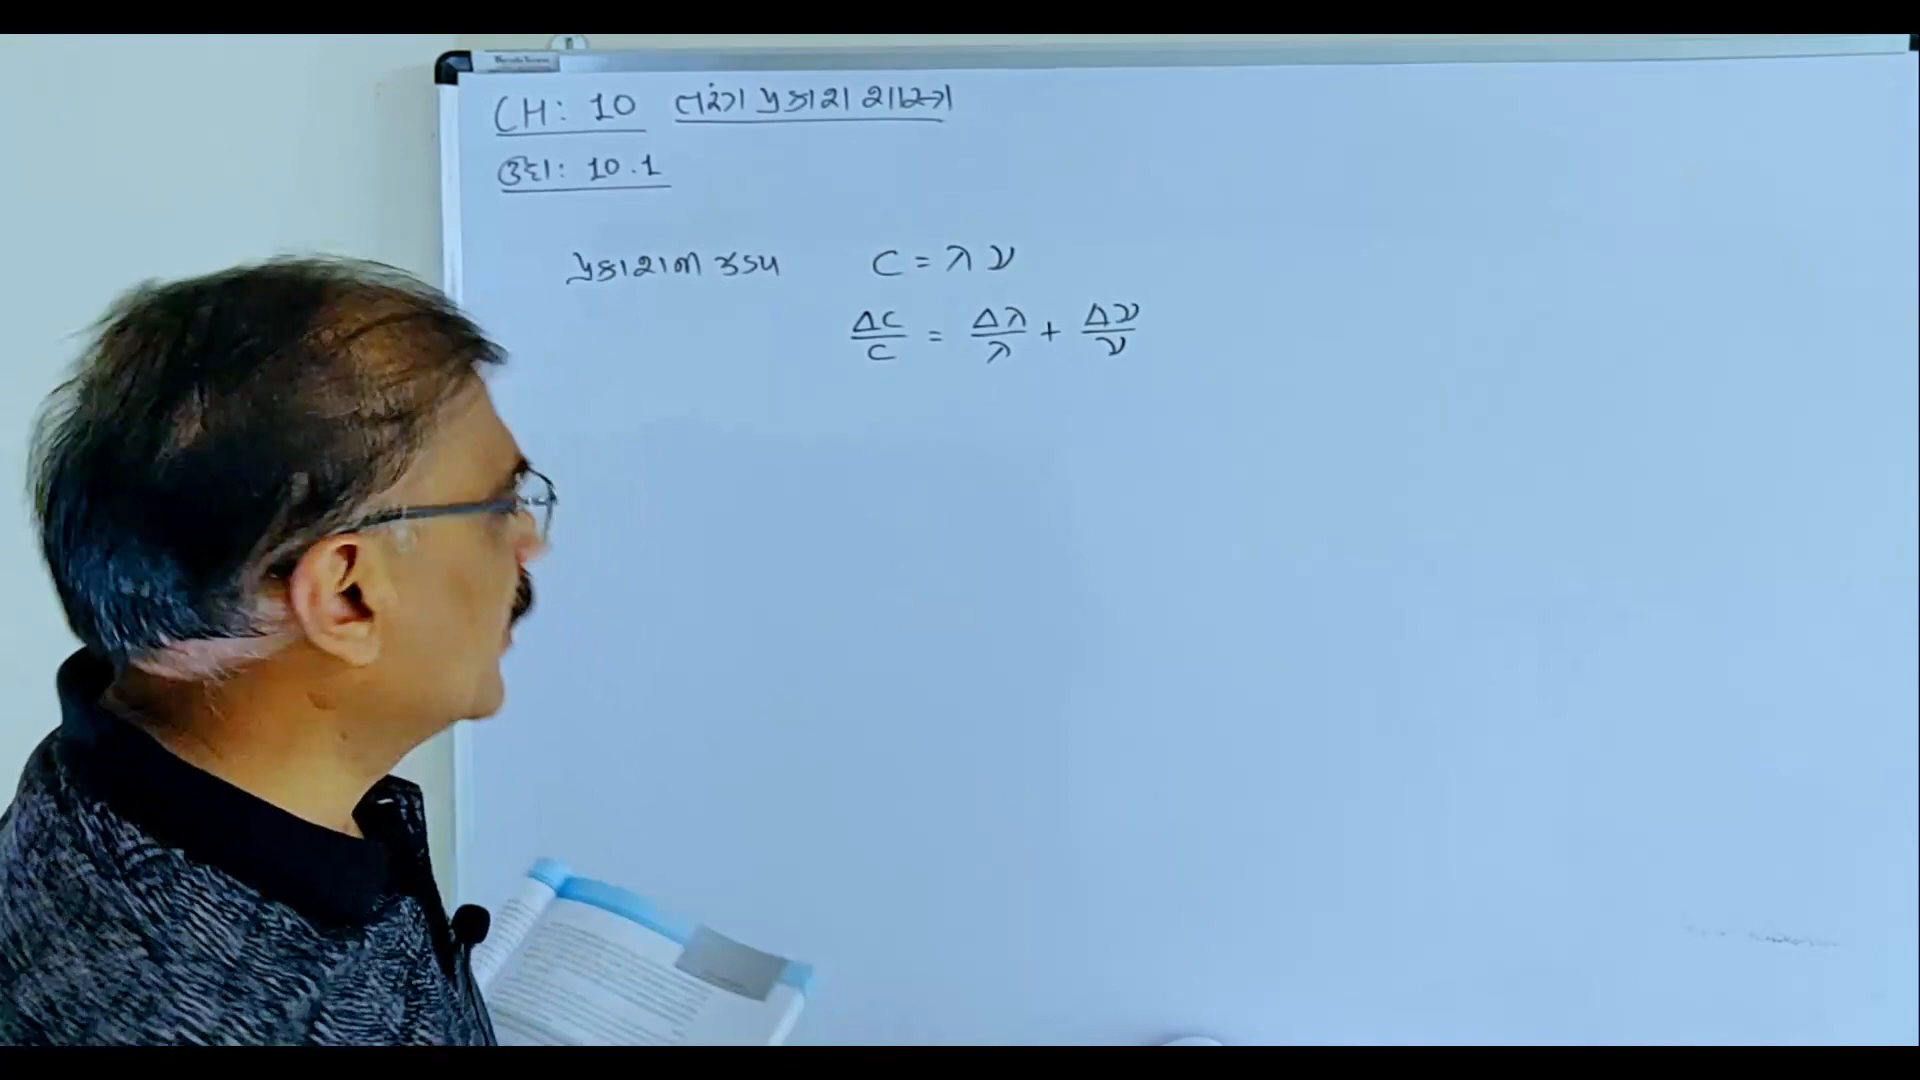 CH: 10 તરંગ પ્રકાશ શાસ્ત્ર
ઉદા: 10.1
પ્રકાશની ઝડપ C = λ ν
ΔC/C = Δλ/λ + Δν/ν